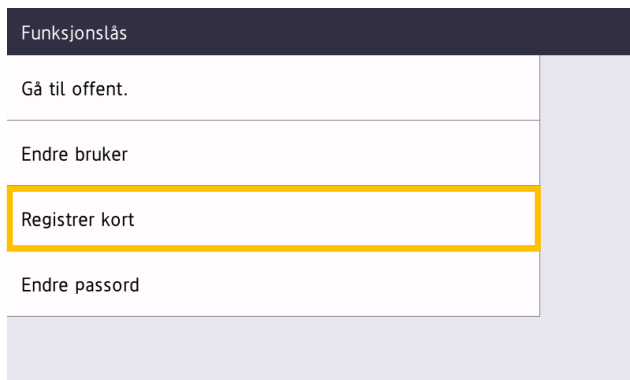 Funksjonslås
Gå til offent.
Endre bruker
Registrer kort
Endre passord